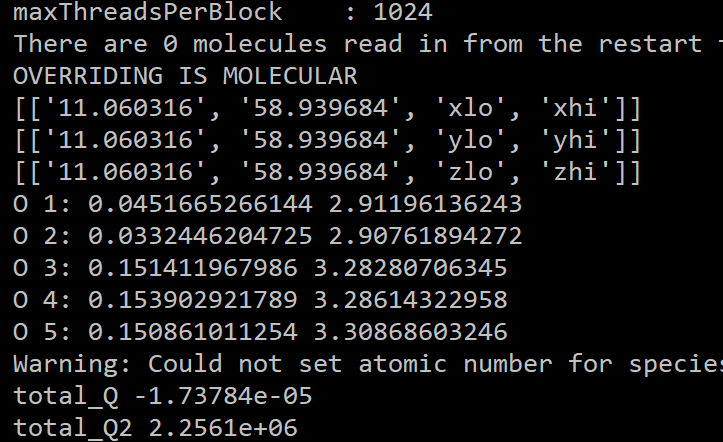 maxThreadsPerBlock    : 1024
There are 0 molecules read in from the restart
OVERRIDING IS MOLECULAR
[['11.060316', '58.939684', 'xlo', 'xhi']]
[['11.060316', '58.939684', 'ylo', 'yhi']]
[['11.060316', '58.939684', 'zlo', 'zhi']]
O 1: 0.0451665266144 2.91196136243
O 2: 0.0332446204725 2.90761894272
O 3: 0.151411967986 3.28280706345
O 4: 0.153902921789 3.28614322958
O 5: 0.150861011254 3.30868603246
Warning: Could not set atomic number for species
total_Q -1.73784e-05
total_Q2 2.2561e+06